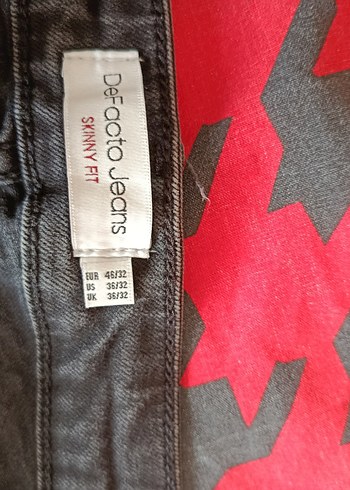 DeFacto Jeans
SKINNY FIT
EUR 46/32
US 36/32
UK 36/32